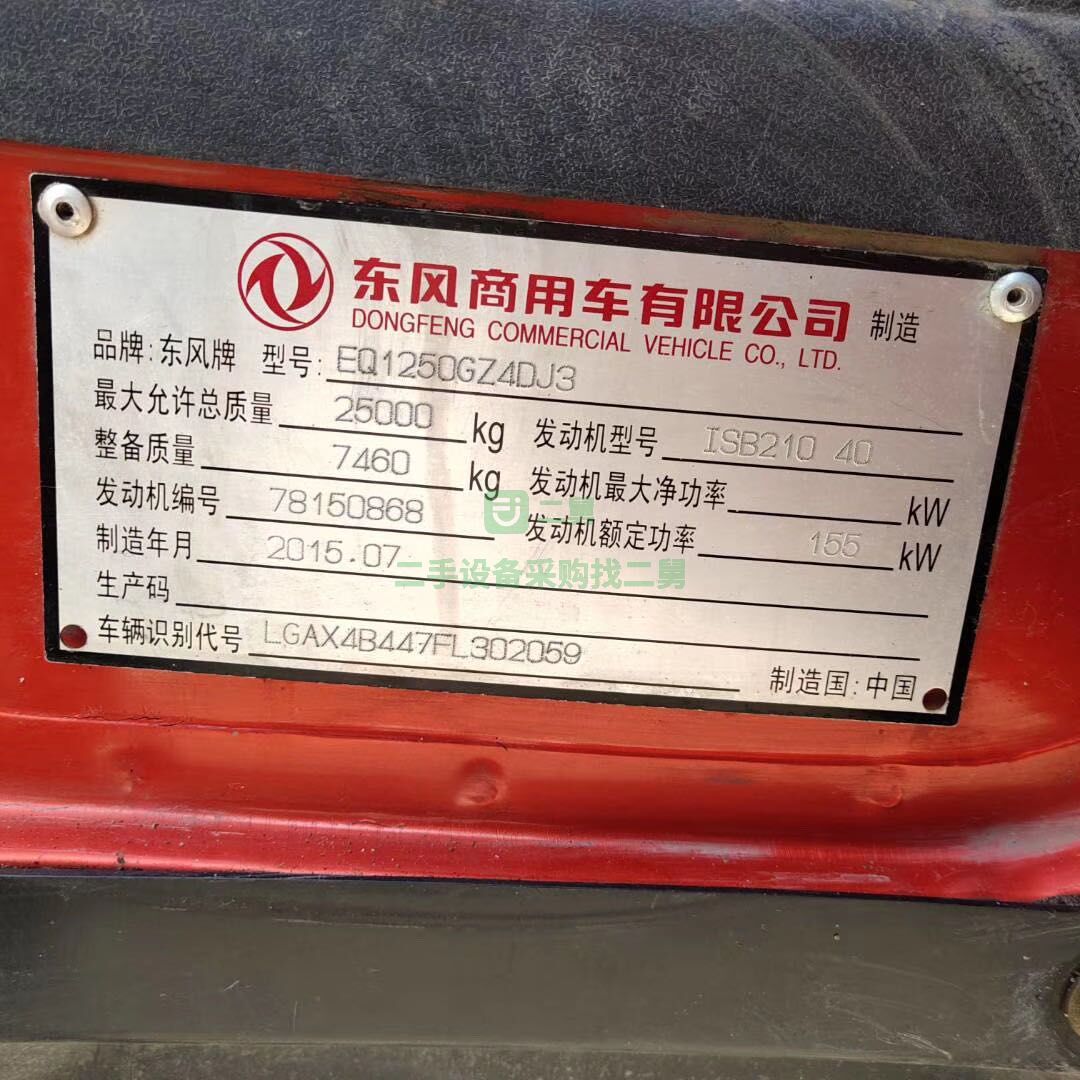 东风商用车有限公司 制造
DONGFENG COMMERCIAL VEHICLE CO., LTD.
品牌:东风牌 型号: EQ1250GZ4DJ3
最大允许总质量 25000 kg 发动机型号 ISB210 40
整备质量 7460 kg 发动机最大净功率 kW
发动机编号 78150868 发动机额定功率 155 kW
制造年月 2015.07
生产码
车辆识别代号 LGAX4B447FL302059
制造国:中国
二舅
二手设备采购找二舅